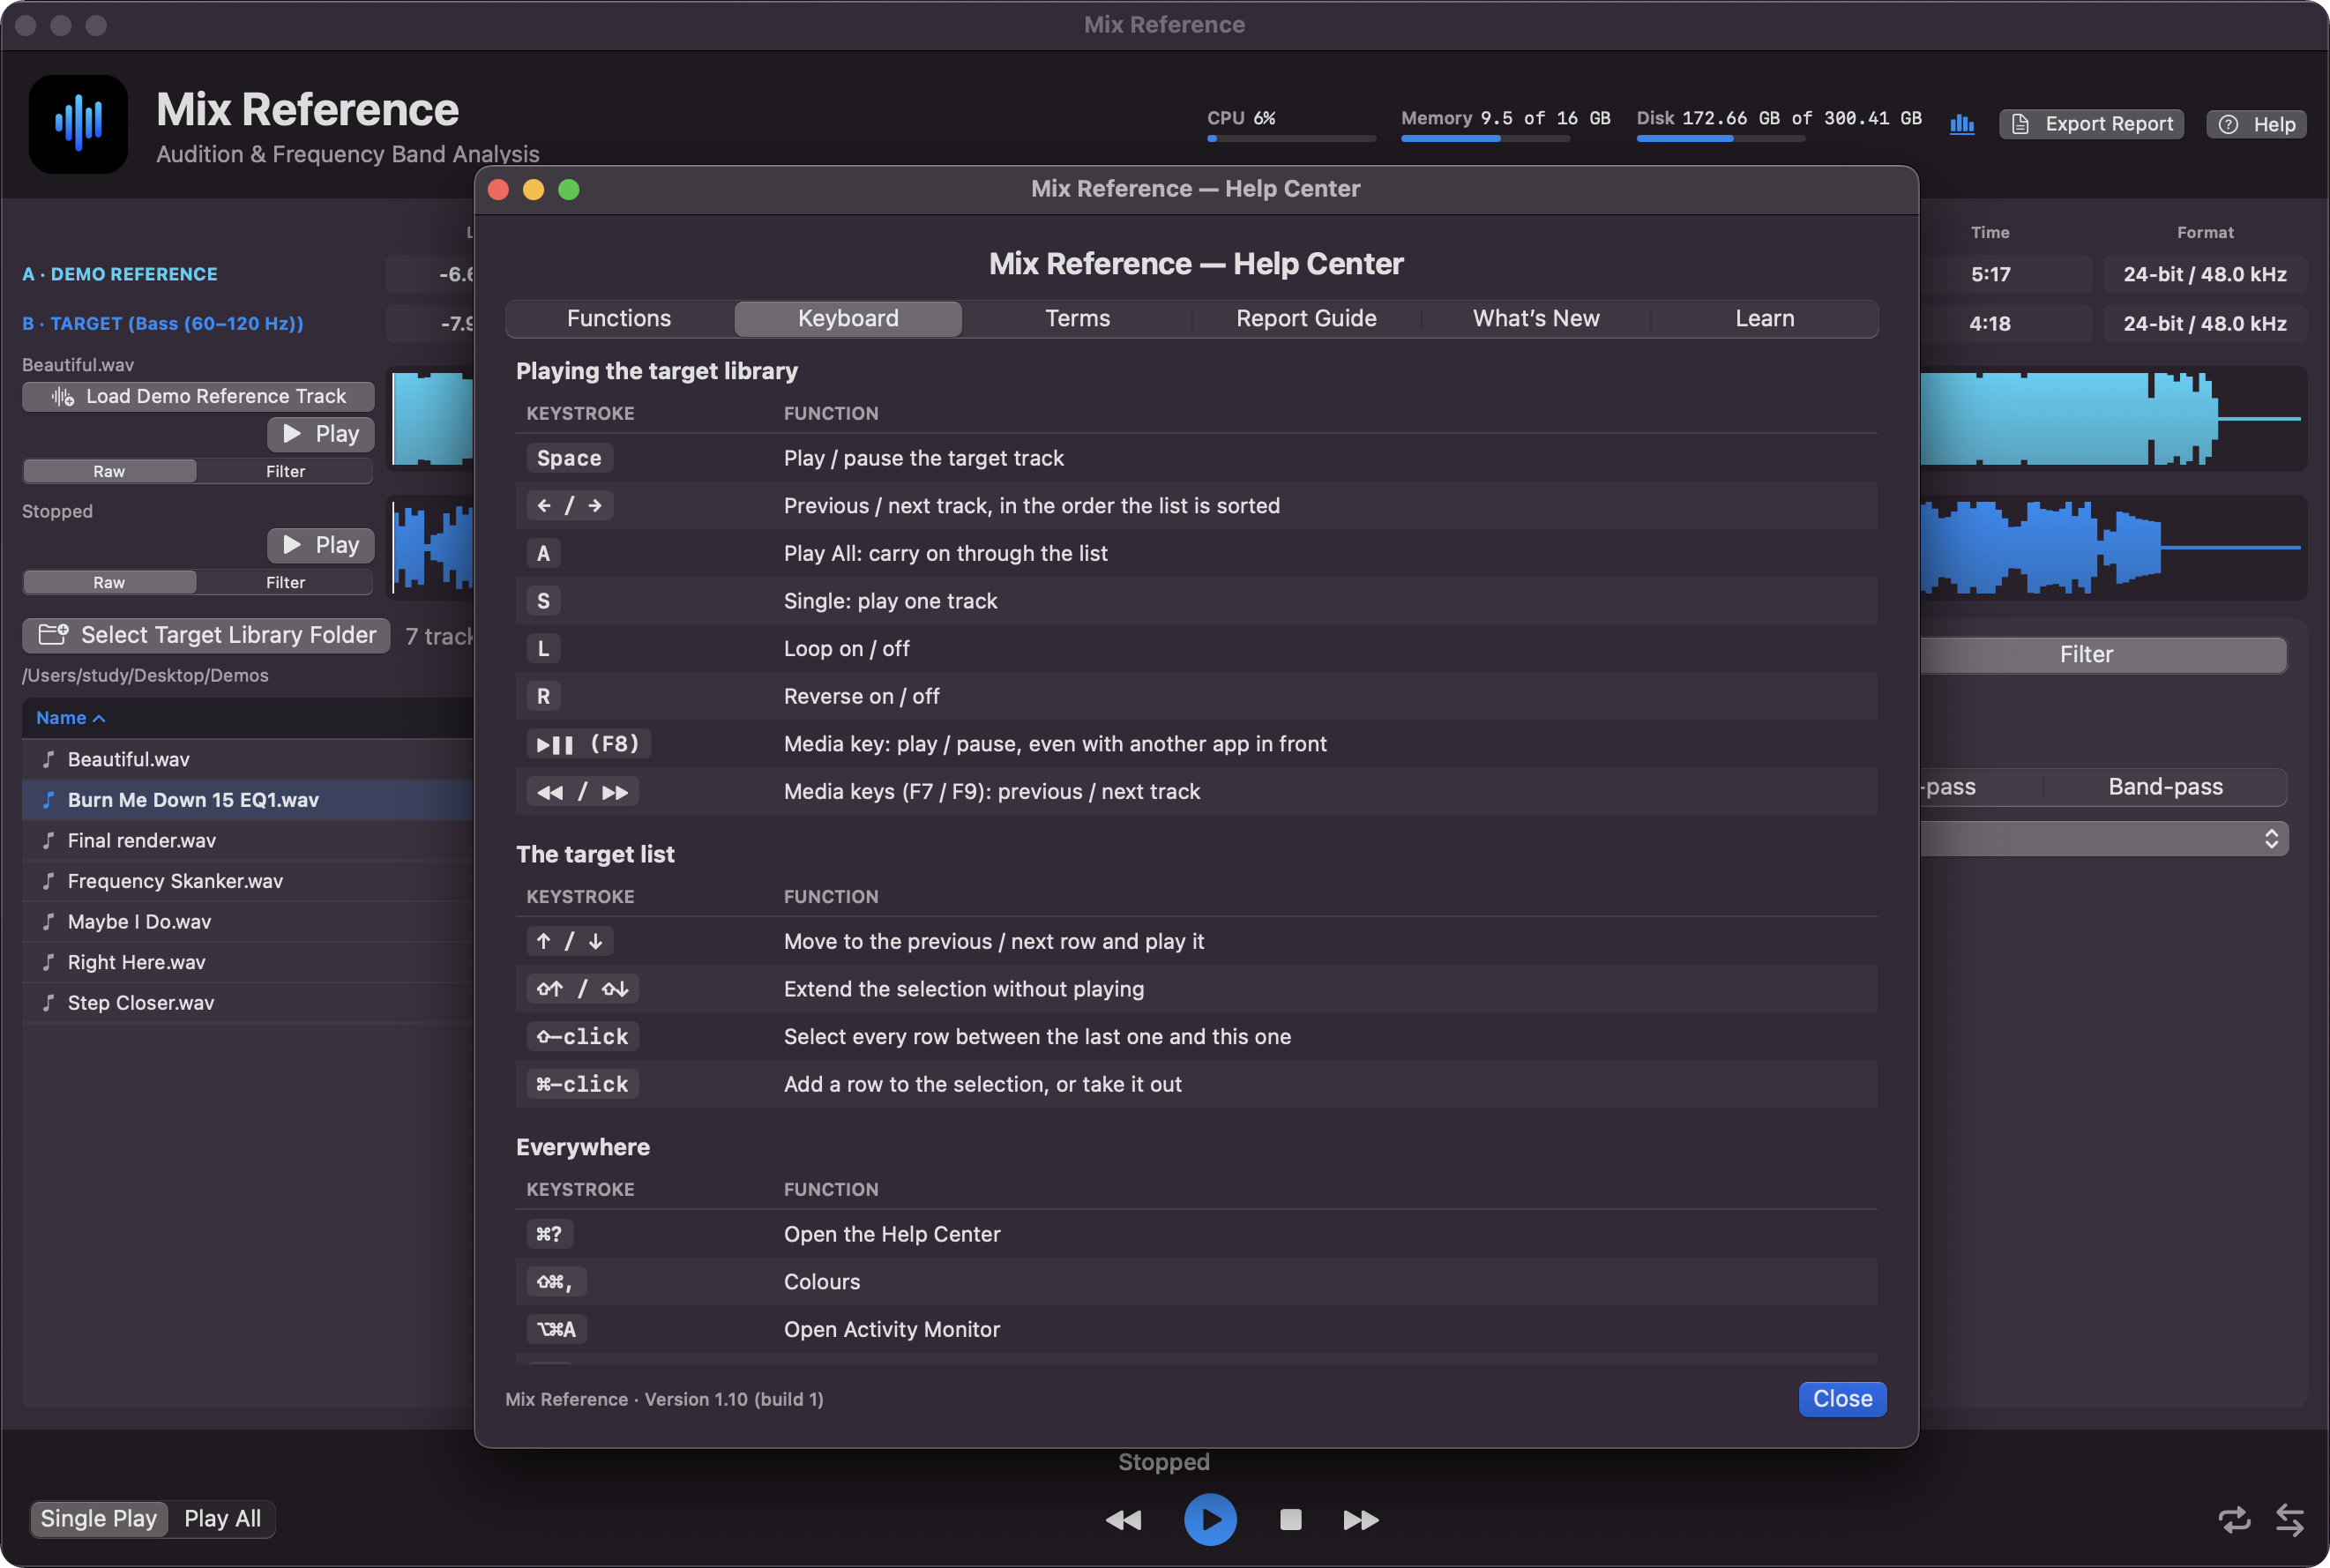 Mix Reference
Mix Reference
Audition & Frequency Band Analysis
CPU 6%
Memory 9.5 of 16 GB
Disk 172.66 GB of 300.41 GB
Export Report
Help
Mix Reference — Help Center
Time
Format
A · DEMO REFERENCE
5:17
24-bit / 48.0 kHz
B · TARGET (Bass (60–120 Hz))
4:18
24-bit / 48.0 kHz
Beautiful.wav
Load Demo Reference Track
Play
Raw
Filter
Stopped
Play
Raw
Filter
Select Target Library Folder
7
/Users/study/Desktop/Demos
Name
Beautiful.wav
Burn Me Down 15 EQ1.wav
Final render.wav
Frequency Skanker.wav
Maybe I Do.wav
Right Here.wav
Step Closer.wav
Mix Reference — Help Center
Functions
Keyboard
Terms
Report Guide
What's New
Learn
Playing the target library
KEYSTROKE FUNCTION
Space Play / pause the target track
← / → Previous / next track, in the order the list is sorted
A Play All: carry on through the list
S Single: play one track
L Loop on / off
R Reverse on / off
▶❚❚ (F8) Media key: play / pause, even with another app in front
◀◀ / ▶▶ Media keys (F7 / F9): previous / next track
The target list
KEYSTROKE FUNCTION
↑ / ↓ Move to the previous / next row and play it
⇧↑ / ⇧↓ Extend the selection without playing
⇧–click Select every row between the last one and this one
⌘–click Add a row to the selection, or take it out
Everywhere
KEYSTROKE FUNCTION
⌘? Open the Help Center
⇧⌘, Colours
⌥⌘A Open Activity Monitor
Mix Reference · Version 1.10 (build 1)
Close
Filter
-pass
Band-pass
Stopped
Single Play
Play All